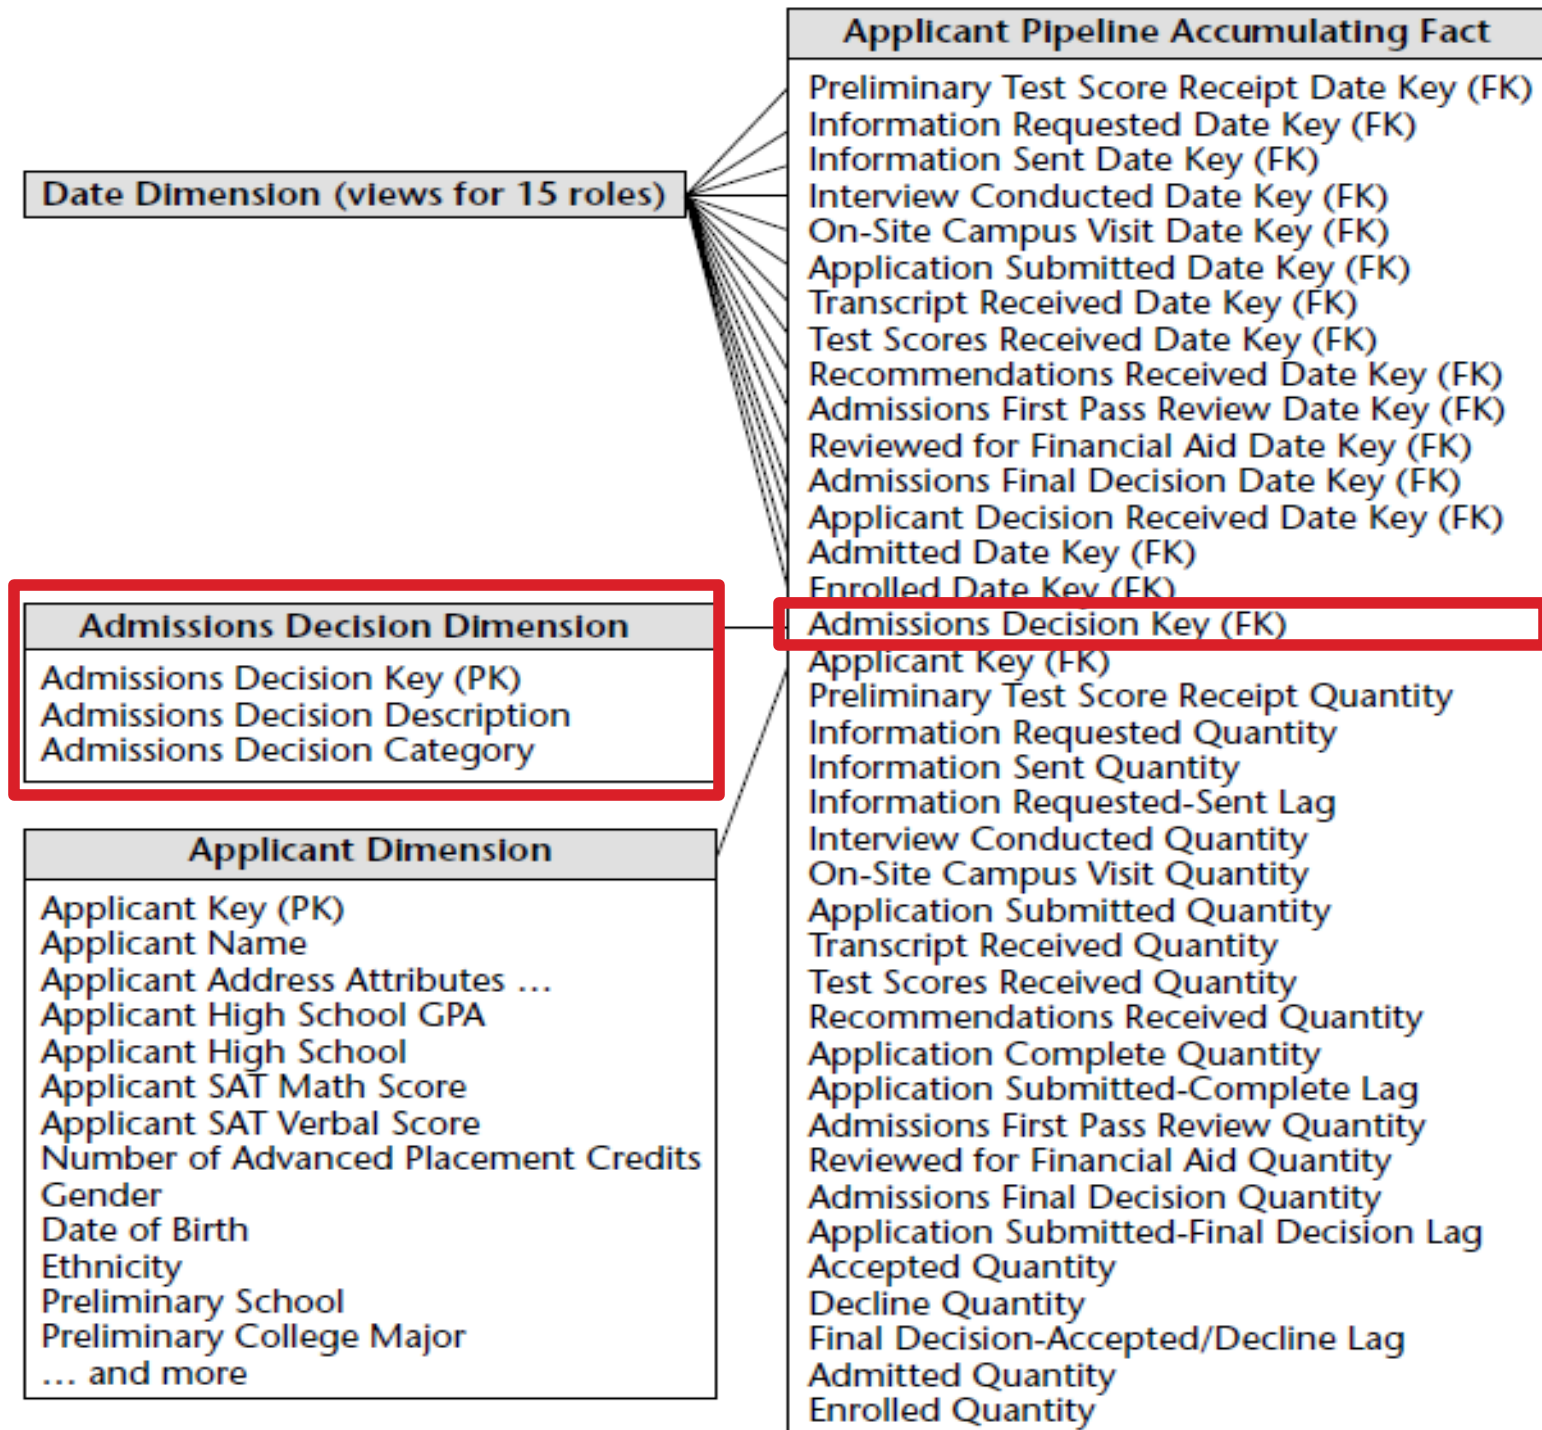 Date Dimension (views for 15 roles)
Admissions Decision Dimension
Admissions Decision Key (PK)
Admissions Decision Description
Admissions Decision Category
Applicant Dimension
Applicant Key (PK)
Applicant Name
Applicant Address Attributes …
Applicant High School GPA
Applicant High School
Applicant SAT Math Score
Applicant SAT Verbal Score
Number of Advanced Placement Credits
Gender
Date of Birth
Ethnicity
Preliminary School
Preliminary College Major
… and more
Applicant Pipeline Accumulating Fact
Preliminary Test Score Receipt Date Key (FK)
Information Requested Date Key (FK)
Information Sent Date Key (FK)
Interview Conducted Date Key (FK)
On-Site Campus Visit Date Key (FK)
Application Submitted Date Key (FK)
Transcript Received Date Key (FK)
Test Scores Received Date Key (FK)
Recommendations Received Date Key (FK)
Admissions First Pass Review Date Key (FK)
Reviewed for Financial Aid Date Key (FK)
Admissions Final Decision Date Key (FK)
Applicant Decision Received Date Key (FK)
Admitted Date Key (FK)
Enrolled Date Key (FK)
Admissions Decision Key (FK)
Applicant Key (FK)
Preliminary Test Score Receipt Quantity
Information Requested Quantity
Information Sent Quantity
Information Requested-Sent Lag
Interview Conducted Quantity
On-Site Campus Visit Quantity
Application Submitted Quantity
Transcript Received Quantity
Test Scores Received Quantity
Recommendations Received Quantity
Application Complete Quantity
Application Submitted-Complete Lag
Admissions First Pass Review Quantity
Reviewed for Financial Aid Quantity
Admissions Final Decision Quantity
Application Submitted-Final Decision Lag
Accepted Quantity
Decline Quantity
Final Decision-Accepted/Decline Lag
Admitted Quantity
Enrolled Quantity